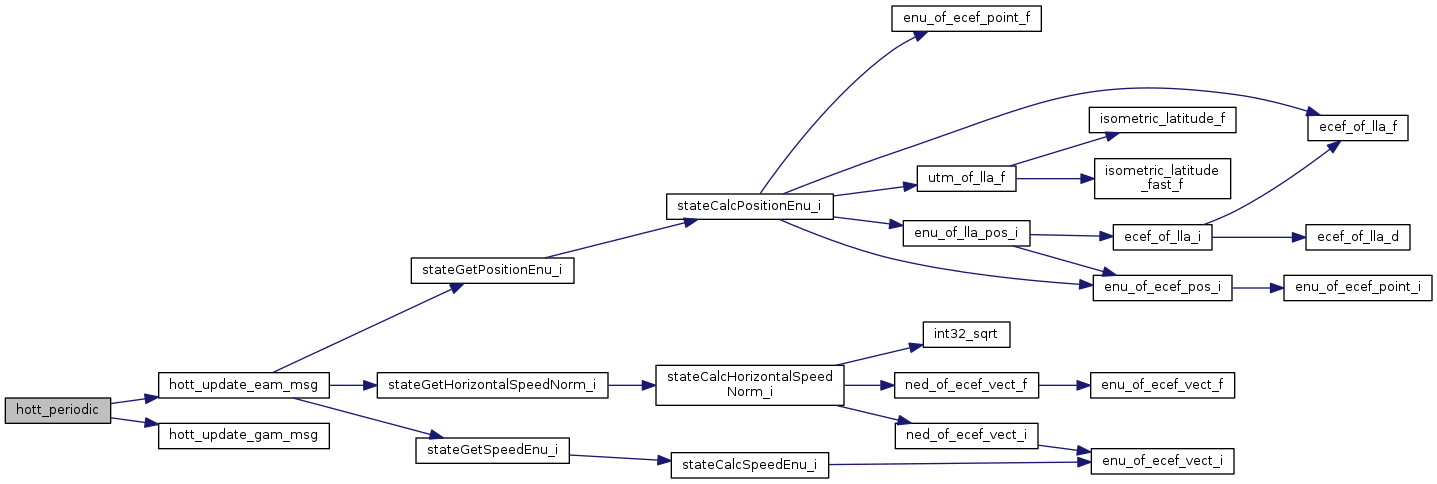 enu_of_ecef_point_f
isometric_latitude_f
ecef_of_lla_f
utm_of_lla_f
isometric_latitude
_fast_f
stateCalcPositionEnu_i
enu_of_lla_pos_i
ecef_of_lla_i
ecef_of_lla_d
stateGetPositionEnu_i
enu_of_ecef_pos_i
enu_of_ecef_point_i
int32_sqrt
hott_update_eam_msg
stateGetHorizontalSpeedNorm_i
stateCalcHorizontalSpeed
Norm_i
ned_of_ecef_vect_f
enu_of_ecef_vect_f
hott_periodic
hott_update_gam_msg
ned_of_ecef_vect_i
stateGetSpeedEnu_i
stateCalcSpeedEnu_i
enu_of_ecef_vect_i